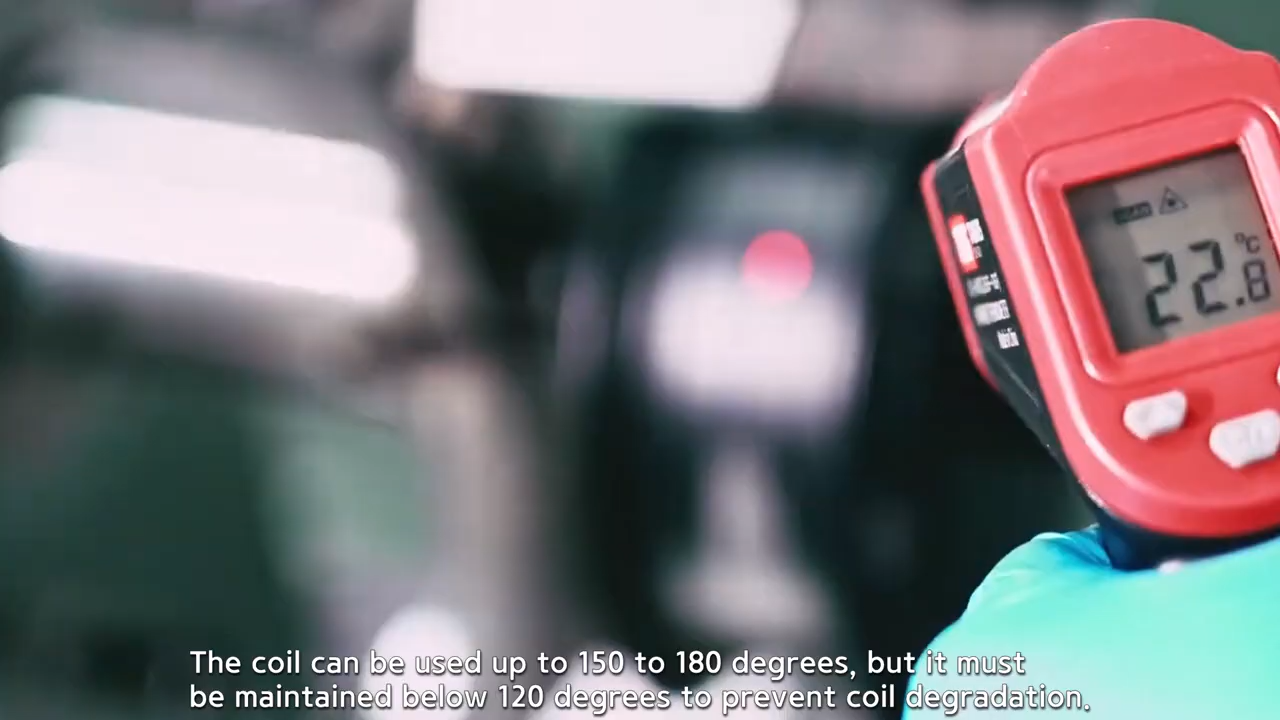 °C
22.8
The coil can be used up to 150 to 180 degrees, but it must
be maintained below 120 degrees to prevent coil degradation.